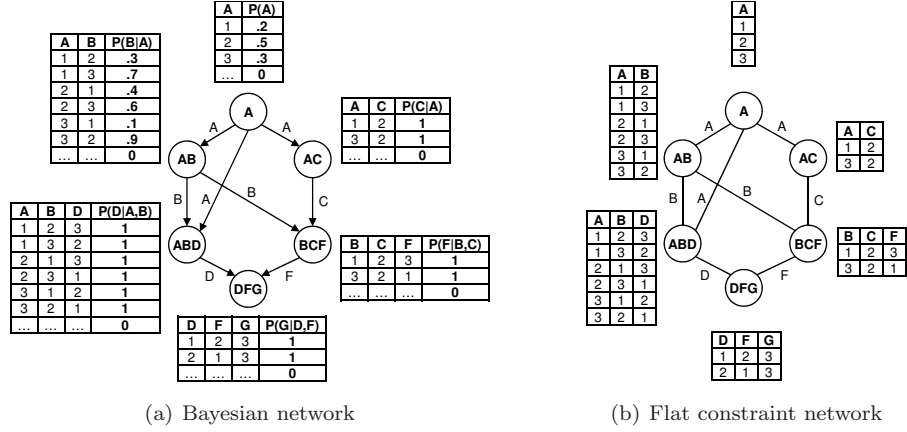 A P(A)
1 .2
2 .5
3 .3
... 0
A B P(B|A)
1 2 .3
1 3 .7
2 1 .4
2 3 .6
3 1 .1
3 2 .9
... ... 0
A C P(C|A)
1 2 1
3 2 1
... ... 0
A
A A
AB AC
B A B C
A B D P(D|A,B)
1 2 3 1
1 3 2 1
2 1 3 1
2 3 1 1
3 1 2 1
3 2 1 1
... ... ... 0
ABD BCF
D F
DFG
B C F P(F|B,C)
1 2 3 1
3 2 1 1
... ... ... 0
D F G P(G|D,F)
1 2 3 1
2 1 3 1
... ... ... 0
(a) Bayesian network
A
1
2
3
A B
1 2
1 3
2 1
2 3
3 1
3 2
A
A A
AB AC
A C
1 2
3 2
B A B C
A B D
1 2 3
1 3 2
2 1 3
2 3 1
3 1 2
3 2 1
ABD BCF
D F
DFG
B C F
1 2 3
3 2 1
D F G
1 2 3
2 1 3
(b) Flat constraint network